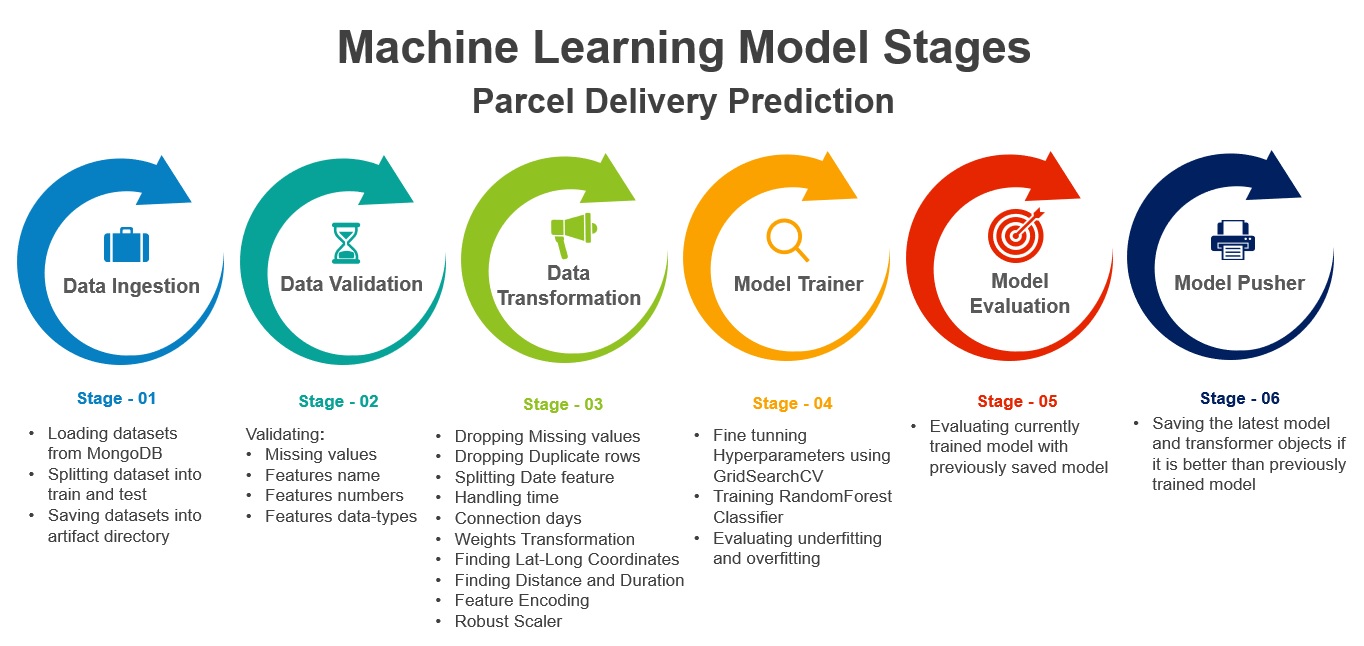 Machine Learning Model Stages
Parcel Delivery Prediction
Data Ingestion
Data Validation
Data
Transformation
Model Trainer
Model
Evaluation
Model Pusher
Stage - 01
• Loading datasets
from MongoDB
• Splitting dataset into
train and test
• Saving datasets into
artifact directory
Stage - 02
Validating:
• Missing values
• Features name
• Features numbers
• Features data-types
Stage - 03
• Dropping Missing values
• Dropping Duplicate rows
• Splitting Date feature
• Handling time
• Connection days
• Weights Transformation
• Finding Lat-Long Coordinates
• Finding Distance and Duration
• Feature Encoding
• Robust Scaler
Stage - 04
• Fine tunning
Hyperparameters using
GridSearchCV
• Training RandomForest
Classifier
• Evaluating underfitting
and overfitting
Stage - 05
• Evaluating currently
trained model with
previously saved model
Stage - 06
• Saving the latest model
and transformer objects if
it is better than previously
trained model